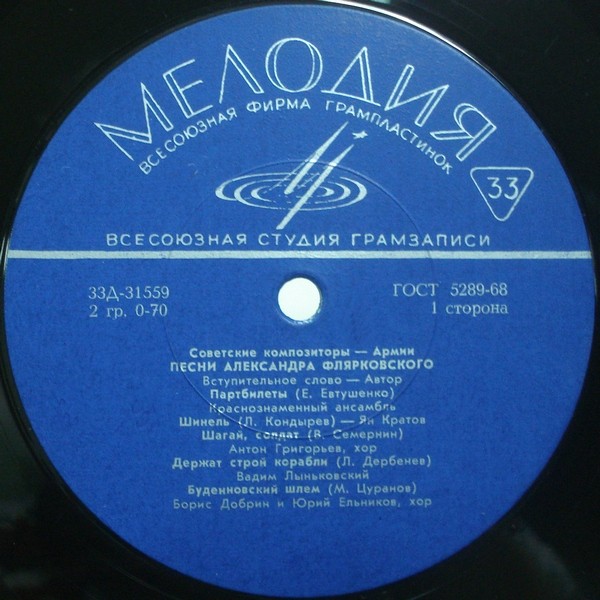 МЕЛОДИЯ
ВСЕСОЮЗНАЯ ФИРМА ГРАМПЛАСТИНОК
33
ВСЕСОЮЗНАЯ СТУДИЯ ГРАМЗАПИСИ
33Д-31559
ГОСТ 5289-68
2 гр. 0-70
1 сторона
Советские композиторы — Армии
ПЕСНИ АЛЕКСАНДРА ФЛЯРКОВСКОГО
Вступительное слово — Автор
Партбилеты (Е. Евтушенко)
Краснознаменный ансамбль
Шинель (Л. Кондырев) — Ян Кратов
Шагай, солдат (В. Семернин)
Антон Григорьев, хор
Держат строй корабли (Л. Дербенев)
Вадим Лыньковский
Буденновский шлем (М. Цуранов)
Борис Добрин и Юрий Ельников, хор